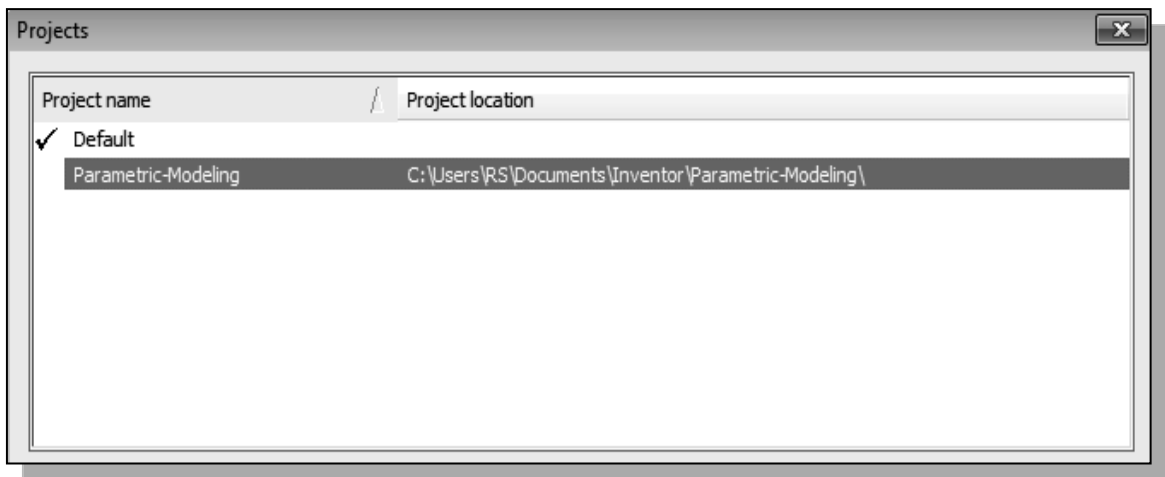 Projects
Project name Project location
Default
Parametric-Modeling C:\Users\RS\Documents\Inventor\Parametric-Modeling\